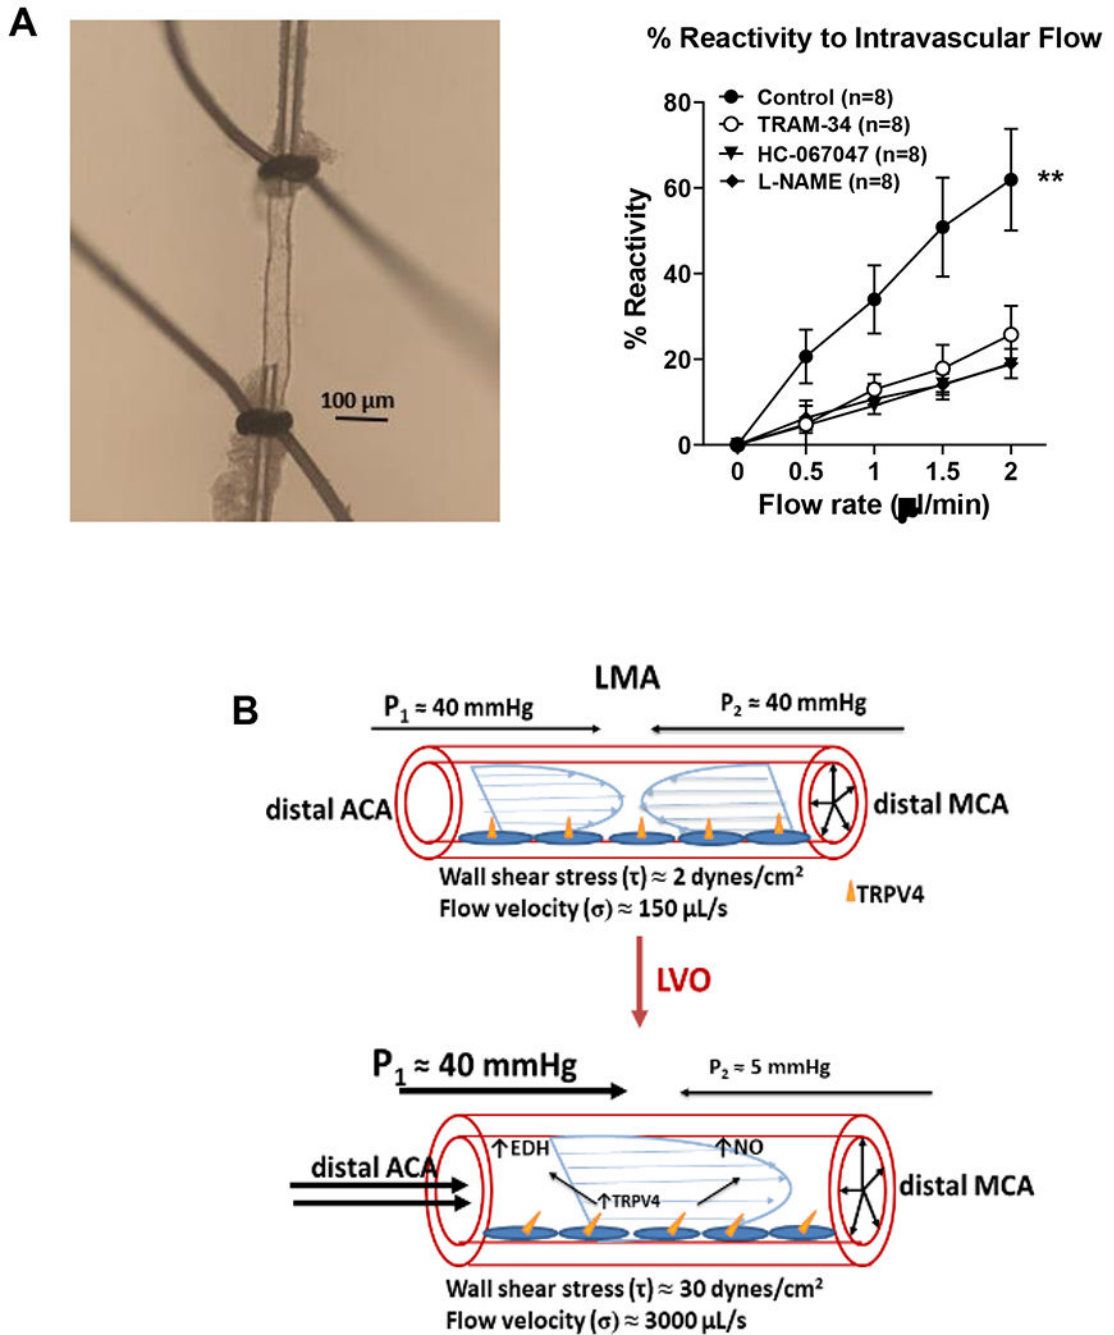 A
100 µm
% Reactivity to Intravascular Flow
Control (n=8)
TRAM-34 (n=8)
HC-067047 (n=8)
L-NAME (n=8)
% Reactivity
80
60
40
20
0
**
0 0.5 1 1.5 2
Flow rate (µl/min)
B
LMA
P₁ = 40 mmHg
P₂ = 40 mmHg
distal ACA
distal MCA
Wall shear stress (τ) ≈ 2 dynes/cm²
Flow velocity (σ) ≈ 150 µL/s
TRPV4
LVO
P₁ ≈ 40 mmHg
P₂ = 5 mmHg
↑EDH
↑NO
distal ACA
↑TRPV4
distal MCA
Wall shear stress (τ) ≈ 30 dynes/cm²
Flow velocity (σ) ≈ 3000 µL/s